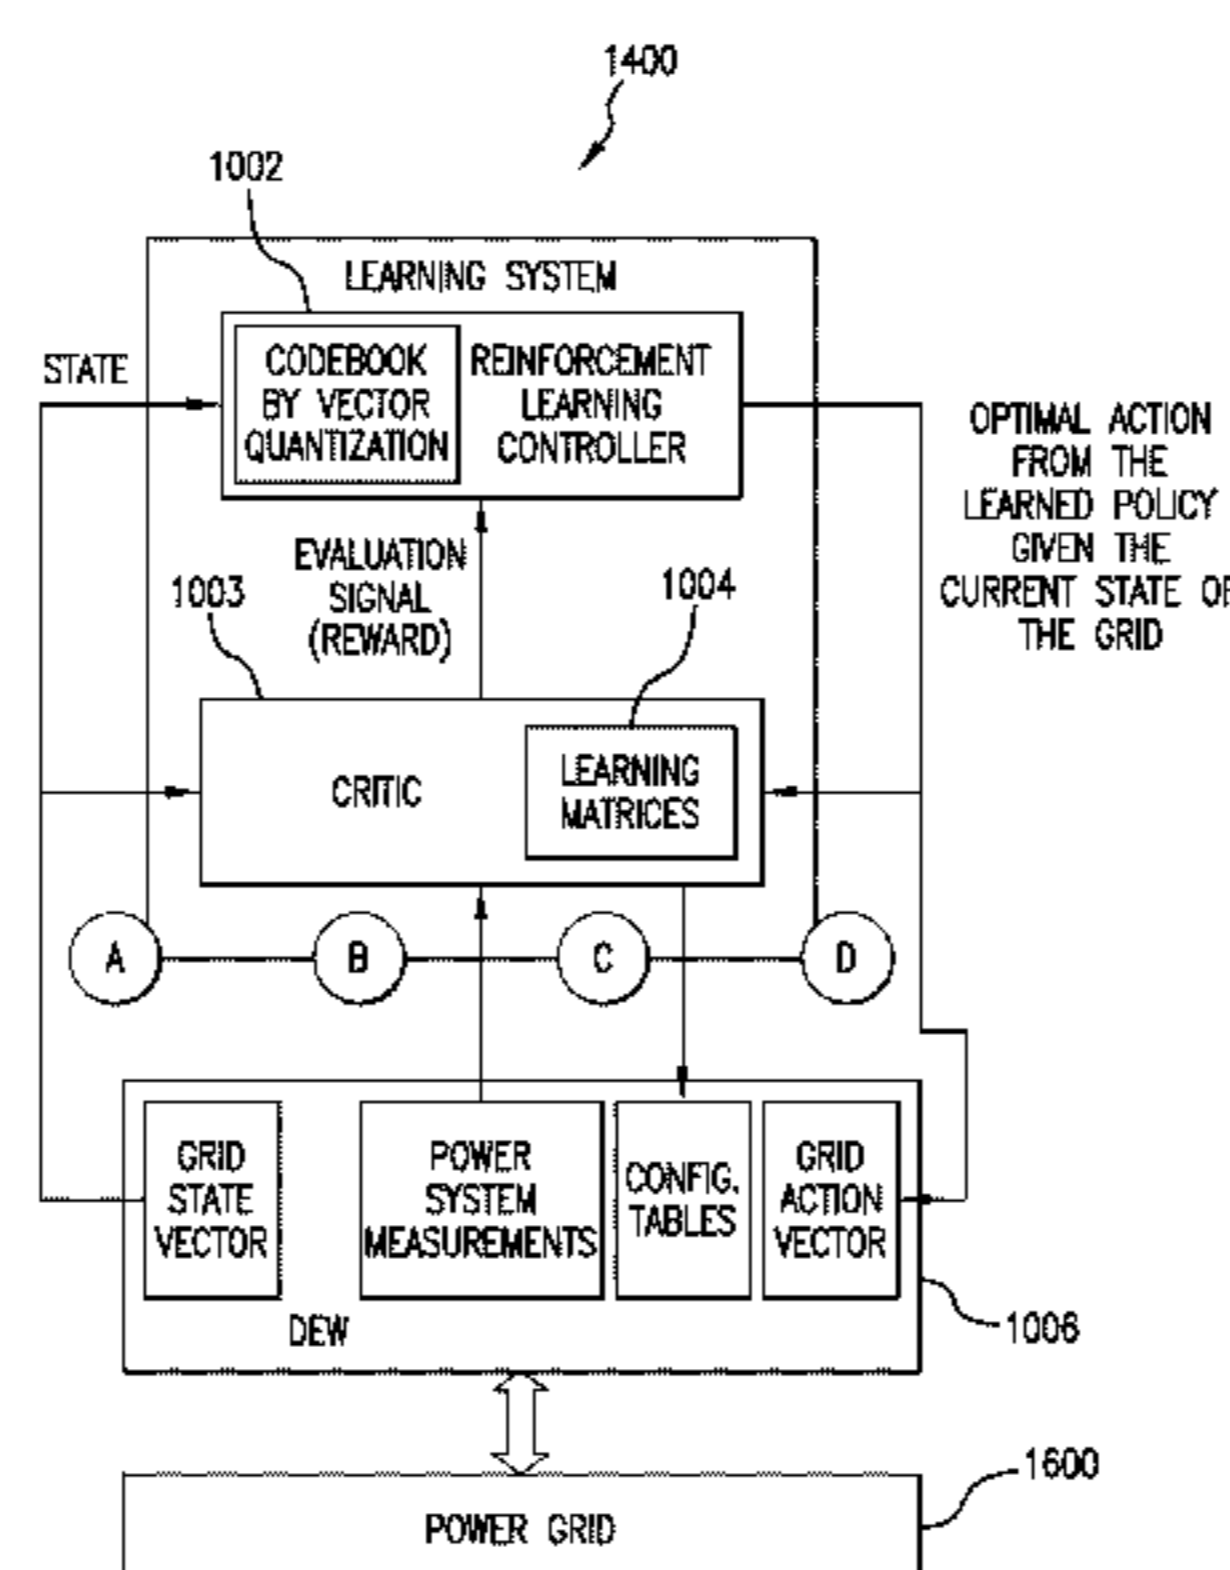 1400
1002
LEARNING SYSTEM
STATE
CODEBOOK
BY VECTOR
QUANTIZATION
REINFORCEMENT
LEARNING
CONTROLLER
OPTIMAL ACTION
FROM THE
LEARNED POLICY
GIVEN THE
CURRENT STATE OF
THE GRID
EVALUATION
SIGNAL
(REWARD)
1003
1004
CRITIC
LEARNING
MATRICES
A
B
C
D
GRID
STATE
VECTOR
POWER
SYSTEM
MEASUREMENTS
CONFIG.
TABLES
GRID
ACTION
VECTOR
DEW
1006
1600
POWER GRID